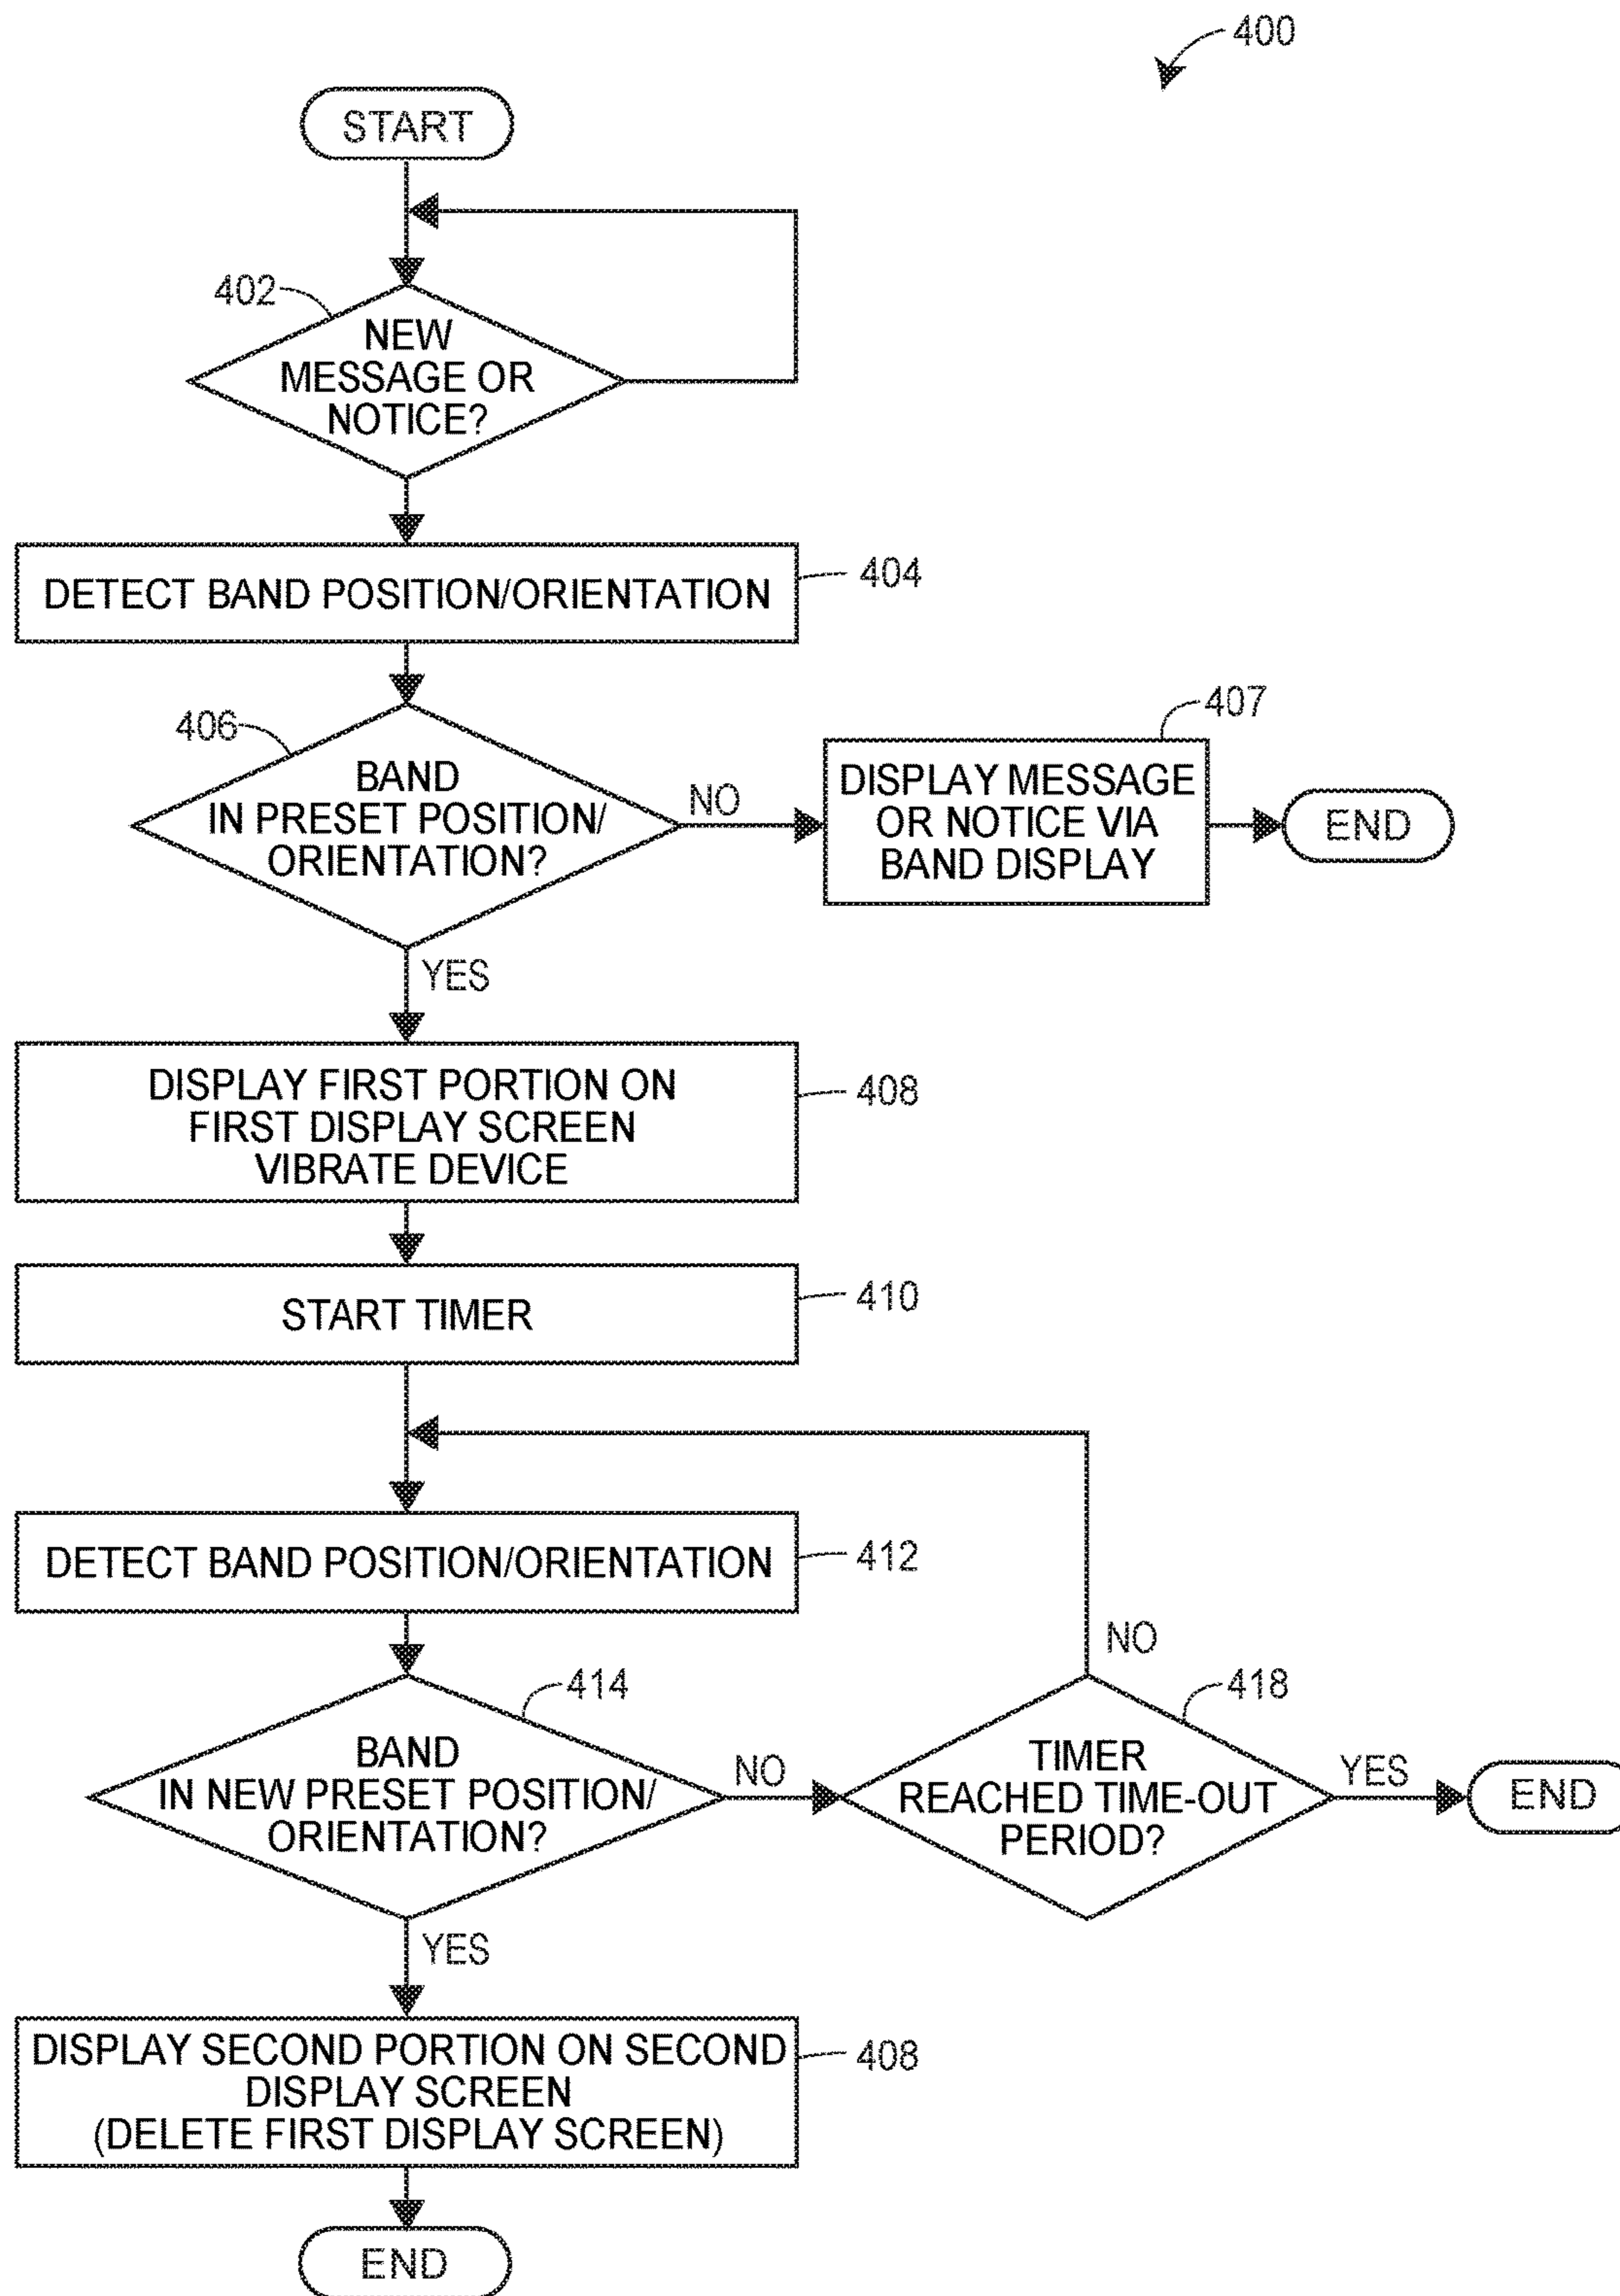 400
START
402
NEW
MESSAGE OR
NOTICE?
DETECT BAND POSITION/ORIENTATION
404
406
BAND
IN PRESET POSITION/
ORIENTATION?
NO
407
DISPLAY MESSAGE
OR NOTICE VIA
BAND DISPLAY
END
YES
DISPLAY FIRST PORTION ON
FIRST DISPLAY SCREEN
VIBRATE DEVICE
408
START TIMER
410
DETECT BAND POSITION/ORIENTATION
412
414
BAND
IN NEW PRESET POSITION/
ORIENTATION?
NO
NO
418
TIMER
REACHED TIME-OUT
PERIOD?
YES
END
YES
DISPLAY SECOND PORTION ON SECOND
DISPLAY SCREEN
(DELETE FIRST DISPLAY SCREEN)
408
END